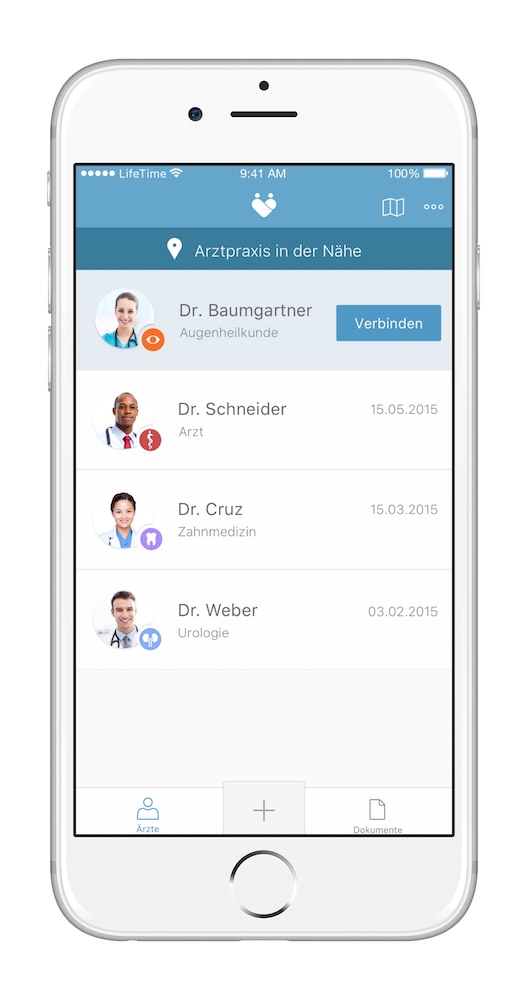 LifeTime 9:41 AM 100%
Arztpraxis in der Nähe
Dr. Baumgartner
Augenheilkunde
Verbinden
Dr. Schneider 15.05.2015
Arzt
Dr. Cruz 15.03.2015
Zahnmedizin
Dr. Weber 03.02.2015
Urologie
Ärzte Dokumente